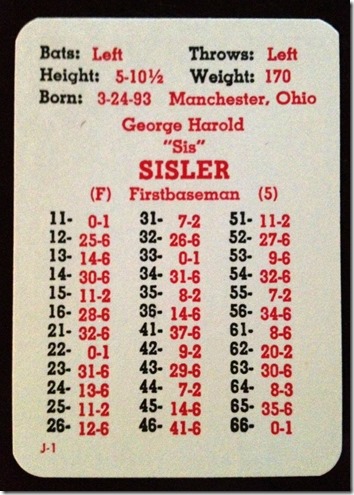 Bats: Left Throws: Left
Height: 5-10½ Weight: 170
Born: 3-24-93 Manchester, Ohio
George Harold
"Sis"
SISLER
(F) Firstbaseman (5)
11- 0-1 31- 7-2 51- 11-2
12- 25-6 32- 26-6 52- 27-6
13- 14-6 33- 0-1 53- 9-6
14- 30-6 34- 31-6 54- 32-6
15- 11-2 35- 8-2 55- 7-2
16- 28-6 36- 14-6 56- 34-6
21- 32-6 41- 37-6 61- 8-6
22- 0-1 42- 9-2 62- 20-2
23- 31-6 43- 29-6 63- 30-6
24- 13-6 44- 7-2 64- 8-3
25- 11-2 45- 14-6 65- 35-6
26- 12-6 46- 41-6 66- 0-1
J-1